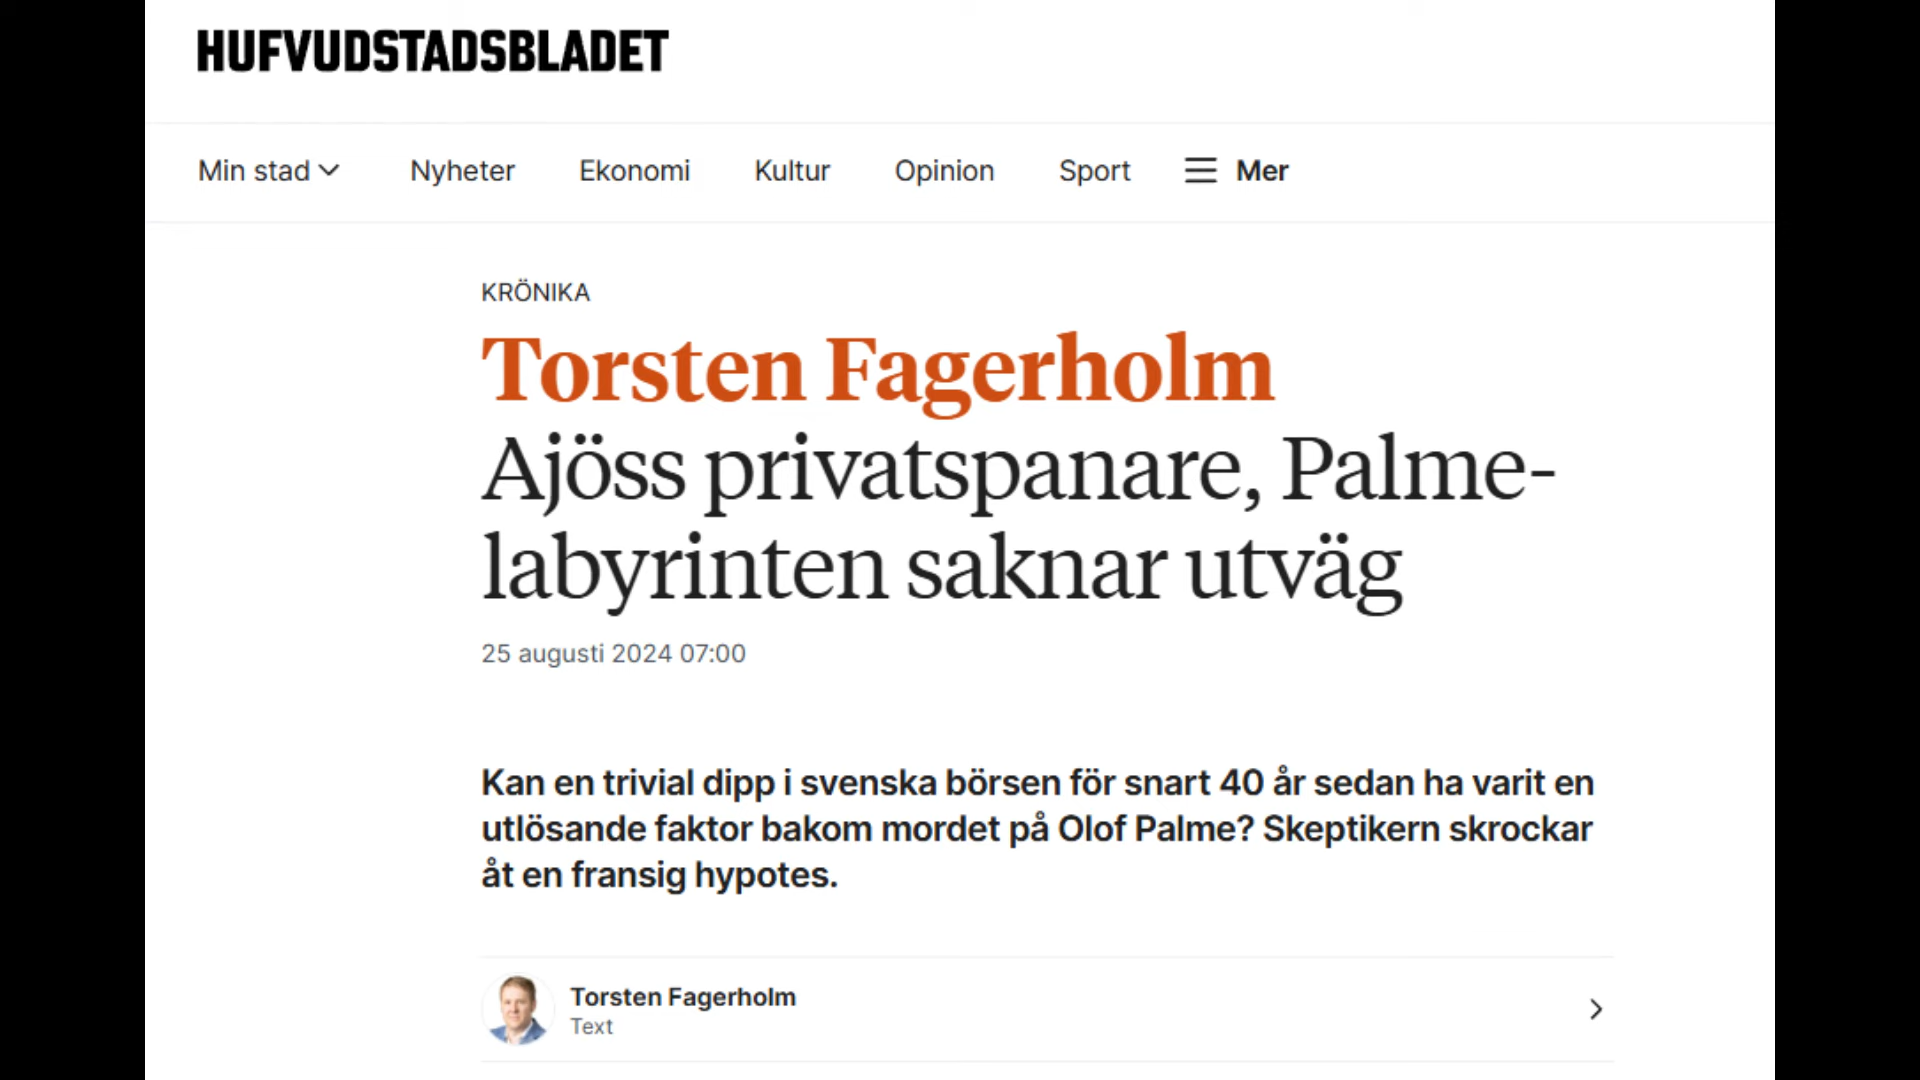 HUFVUDSTADSBLADET
Min stad Nyheter Ekonomi Kultur Opinion Sport Mer
KRÖNIKA
Torsten Fagerholm
Ajöss privatspanare, Palme-
labyrinten saknar utväg
25 augusti 2024 07:00
Kan en trivial dipp i svenska börsen för snart 40 år sedan ha varit en
utlösande faktor bakom mordet på Olof Palme? Skeptikern skrockar
åt en fransig hypotes.
Torsten Fagerholm
Text